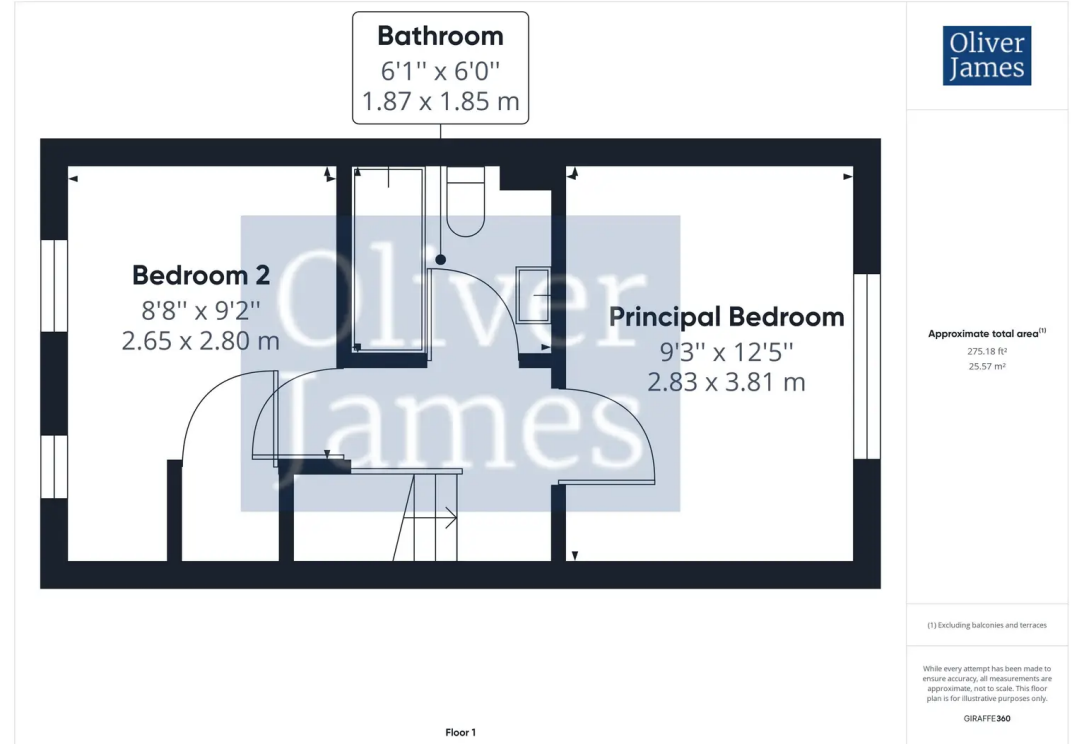 Bathroom
6'1'' x 6'0''
1.87 x 1.85 m
Oliver
James
Bedroom 2
8'8'' x 9'2''
2.65 x 2.80 m
Oliver
James
Principal Bedroom
9'3'' x 12'5''
2.83 x 3.81 m
Approximate total area(1)
275.18 ft²
25.57 m²
(1) Excluding balconies and terraces
While every attempt has been made to
ensure accuracy, all measurements are
approximate, not to scale. This floor
plan is for illustrative purposes only.
GIRAFFE360
Floor 1